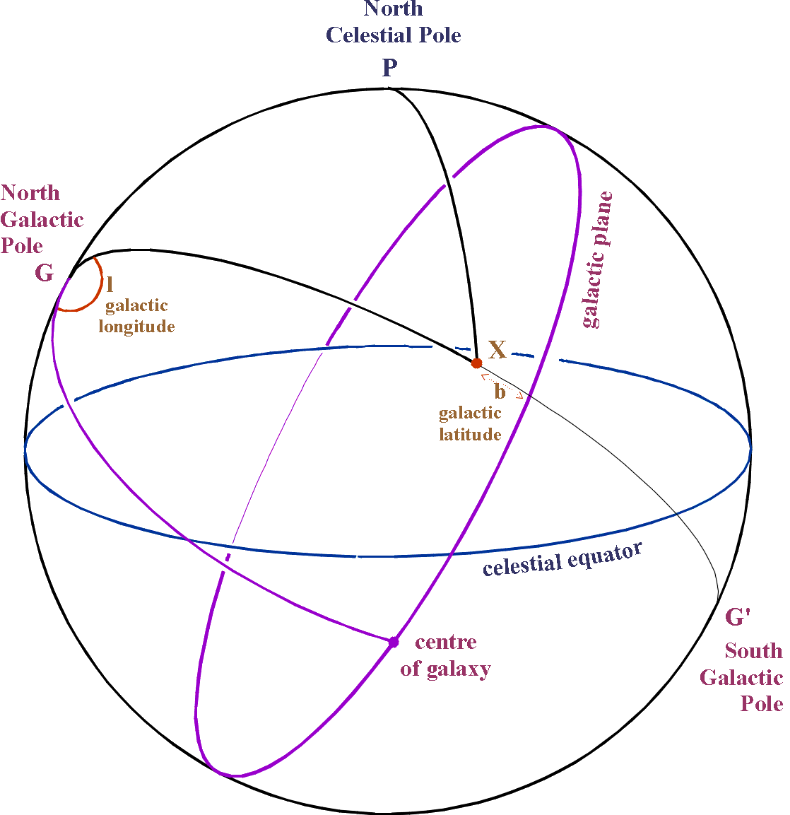 North
Celestial Pole
P
North
Galactic
Pole
G
l
galactic
longitude
galactic plane
X
b
galactic
latitude
celestial equator
centre
of galaxy
G'
South
Galactic
Pole